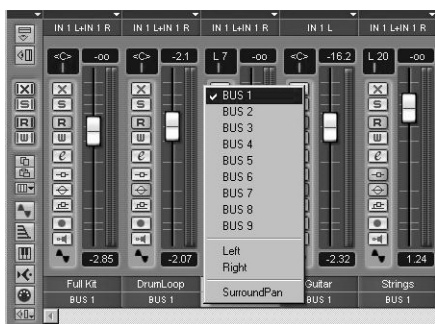 IN 1 L+IN 1 R IN 1 L+IN 1 R IN 1 L+IN 1 R IN 1 L IN 1 L+IN 1 R
<C> -oo <C> -2.1 L 7 -oo <C> -16.2 L 20 -oo
X X X X
S S S
R R R
W W W
e e e
BUS 1
BUS 2
BUS 3
BUS 4
BUS 5
BUS 6
BUS 7
BUS 8
BUS 9
Left
Right
SurroundPan
-2.85 -2.07 -2.32 1.24
Full Kit DrumLoop Guitar Strings
BUS 1 BUS 1 BUS 1 BUS 1